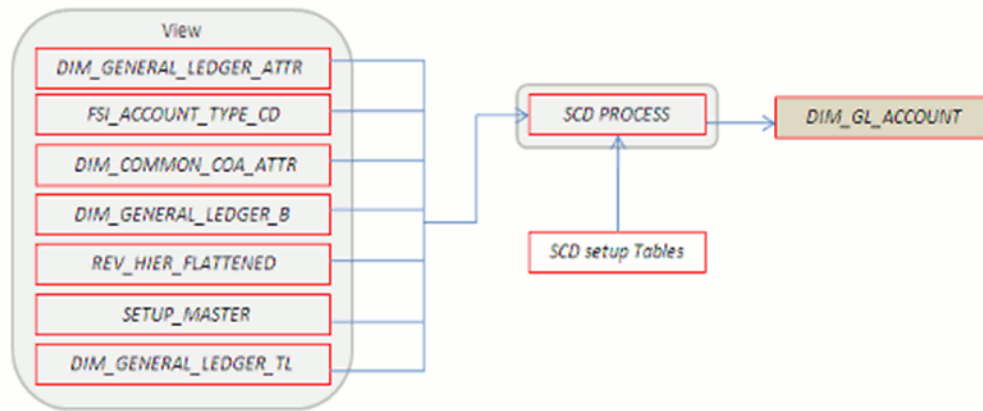 View
DIM_GENERAL_LEDGER_ATTR
FSI_ACCOUNT_TYPE_CD
DIM_COMMON_COA_ATTR
DIM_GENERAL_LEDGER_B
REV_HIER_FLATTENED
SETUP_MASTER
DIM_GENERAL_LEDGER_TL
SCD PROCESS
SCD setup Tables
DIM_GL_ACCOUNT